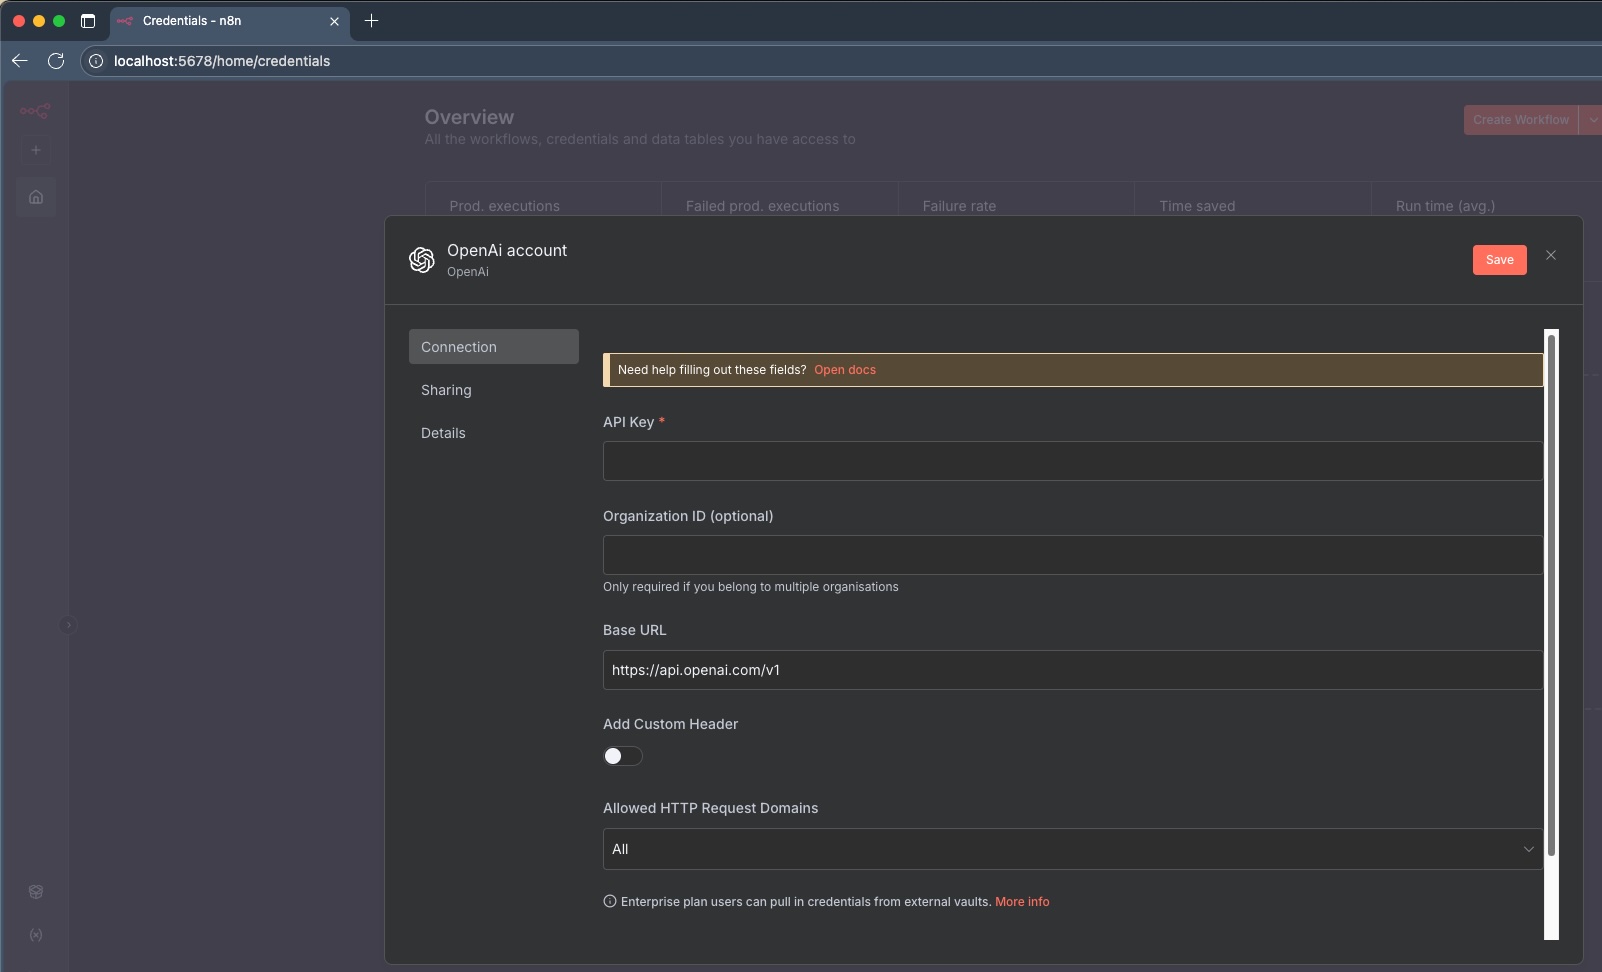 Credentials - n8n
localhost:5678/home/credentials
Overview
All the workflows, credentials and data tables you have access to
Create Workflow
Prod. executions
Failed prod. executions
Failure rate
Time saved
Run time (avg.)
OpenAi account
OpenAi
Save
Connection
Sharing
Details
Need help filling out these fields? Open docs
API Key *
Organization ID (optional)
Only required if you belong to multiple organisations
Base URL
https://api.openai.com/v1
Add Custom Header
Allowed HTTP Request Domains
All
Enterprise plan users can pull in credentials from external vaults. More info